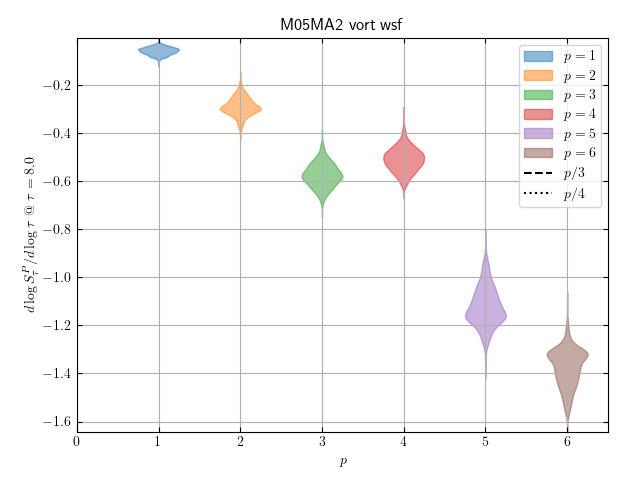 M05MA2 vort wsf
d log S_τ^P / d log τ @ τ = 8.0
−0.2
−0.4
−0.6
−0.8
−1.0
−1.2
−1.4
−1.6
0 1 2 3 4 5 6
p
p = 1
p = 2
p = 3
p = 4
p = 5
p = 6
p/3
p/4